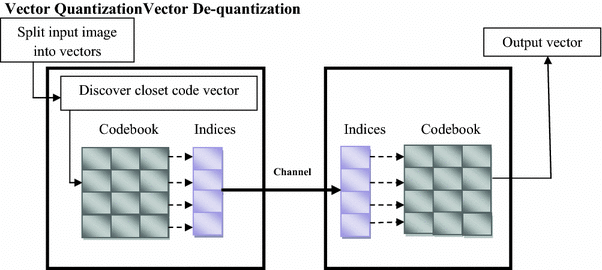 Vector QuantizationVector De-quantization
Split input image
into vectors
Output vector
Discover closet code vector
Codebook
Indices
Channel
Indices
Codebook